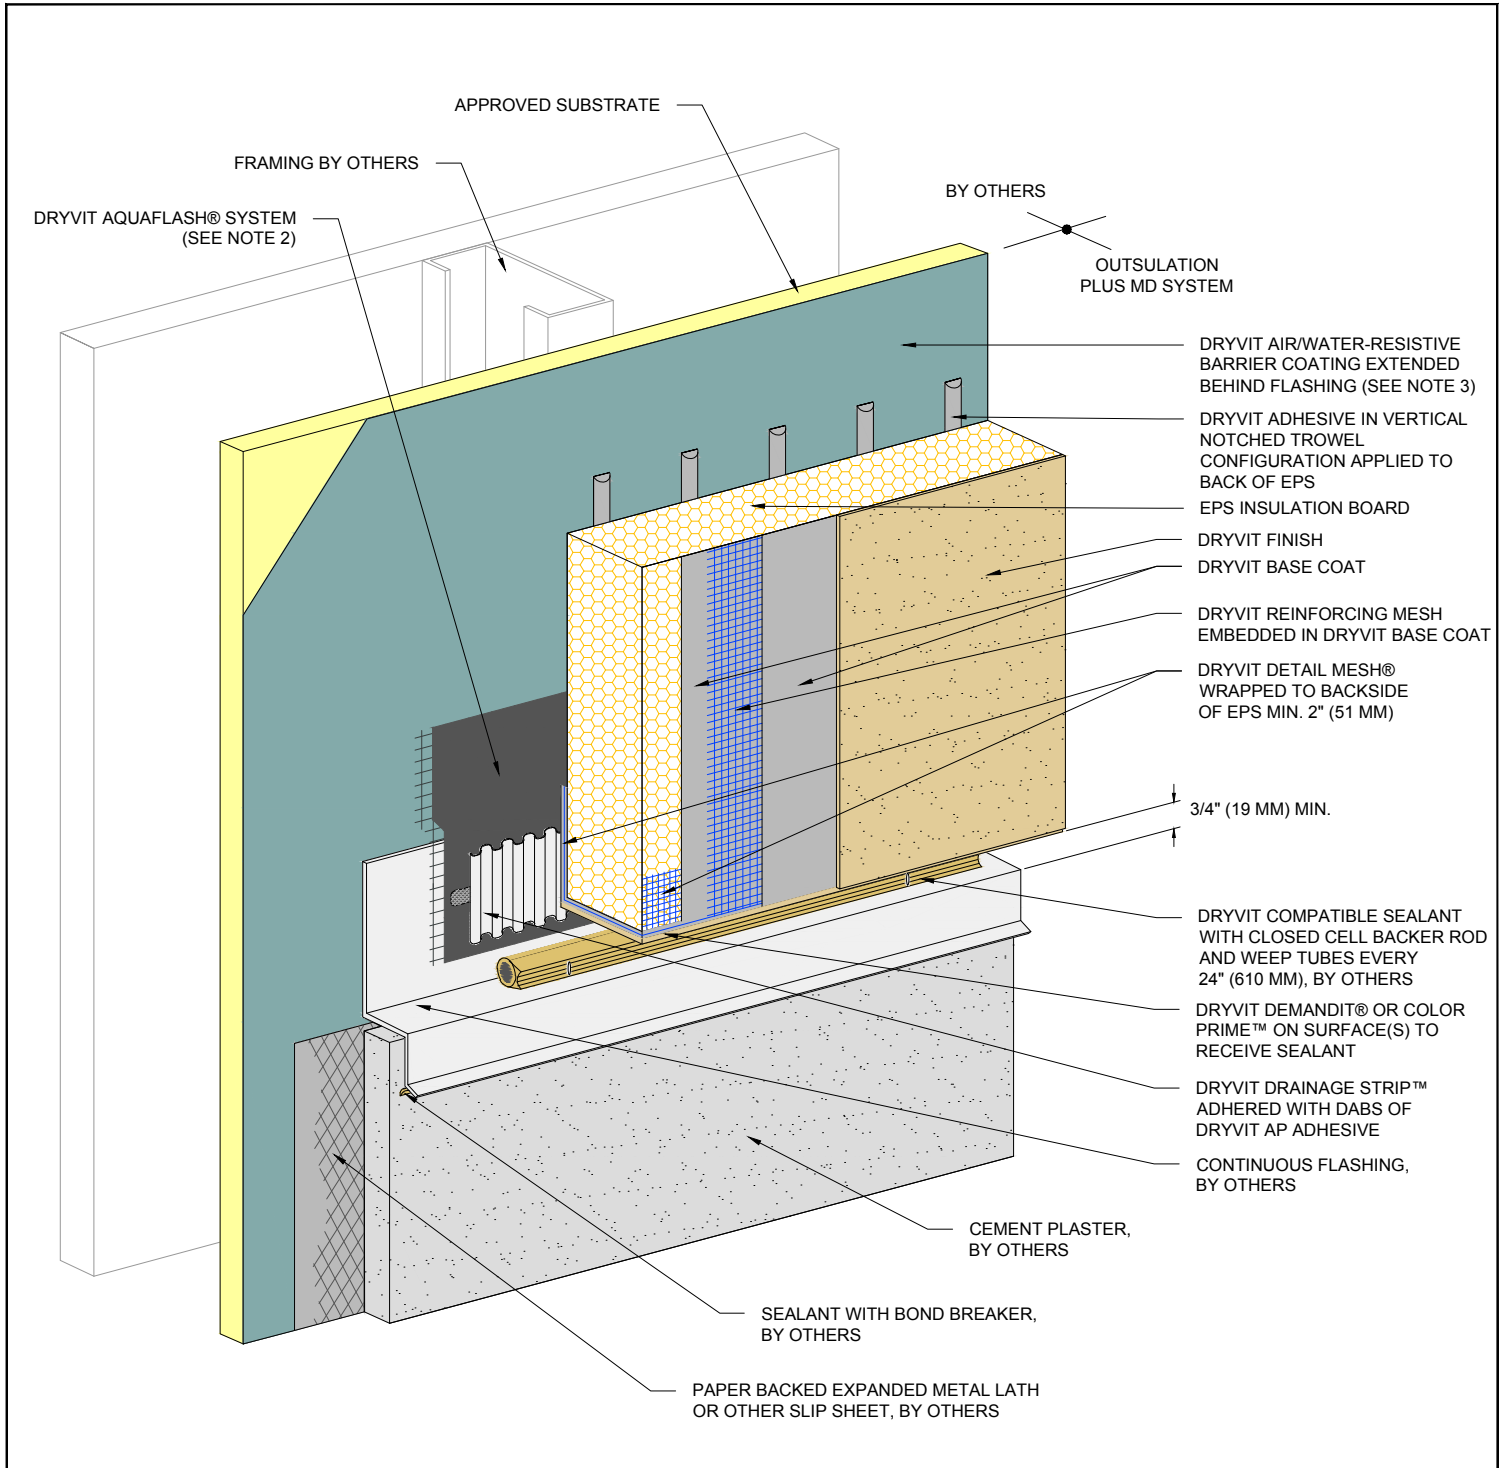 APPROVED SUBSTRATE
FRAMING BY OTHERS
DRYVIT AQUAFLASH® SYSTEM
(SEE NOTE 2)
BY OTHERS
OUTSULATION
PLUS MD SYSTEM
DRYVIT AIR/WATER-RESISTIVE
BARRIER COATING EXTENDED
BEHIND FLASHING (SEE NOTE 3)
DRYVIT ADHESIVE IN VERTICAL
NOTCHED TROWEL
CONFIGURATION APPLIED TO
BACK OF EPS
EPS INSULATION BOARD
DRYVIT FINISH
DRYVIT BASE COAT
DRYVIT REINFORCING MESH
EMBEDDED IN DRYVIT BASE COAT
DRYVIT DETAIL MESH®
WRAPPED TO BACKSIDE
OF EPS MIN. 2" (51 MM)
3/4" (19 MM) MIN.
DRYVIT COMPATIBLE SEALANT
WITH CLOSED CELL BACKER ROD
AND WEEP TUBES EVERY
24" (610 MM), BY OTHERS
DRYVIT DEMANDIT® OR COLOR
PRIME™ ON SURFACE(S) TO
RECEIVE SEALANT
DRYVIT DRAINAGE STRIP™
ADHERED WITH DABS OF
DRYVIT AP ADHESIVE
CONTINUOUS FLASHING,
BY OTHERS
CEMENT PLASTER,
BY OTHERS
SEALANT WITH BOND BREAKER,
BY OTHERS
PAPER BACKED EXPANDED METAL LATH
OR OTHER SLIP SHEET, BY OTHERS